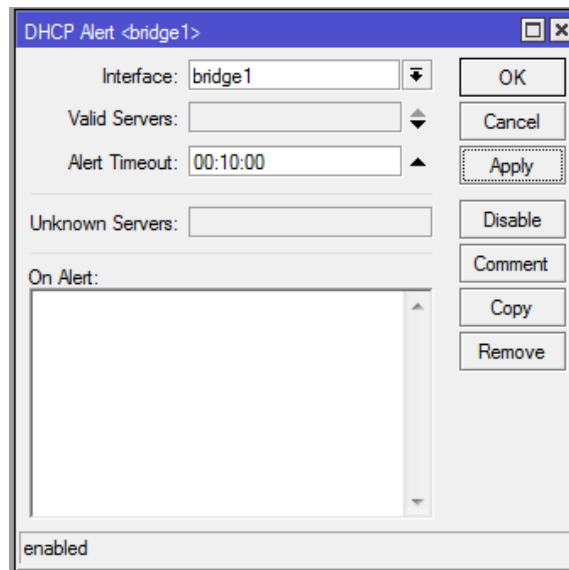 DHCP Alert <bridge1>
Interface: bridge1
OK
Valid Servers:
Cancel
Alert Timeout: 00:10:00
Apply
Unknown Servers:
Disable
Comment
On Alert:
Copy
Remove
enabled